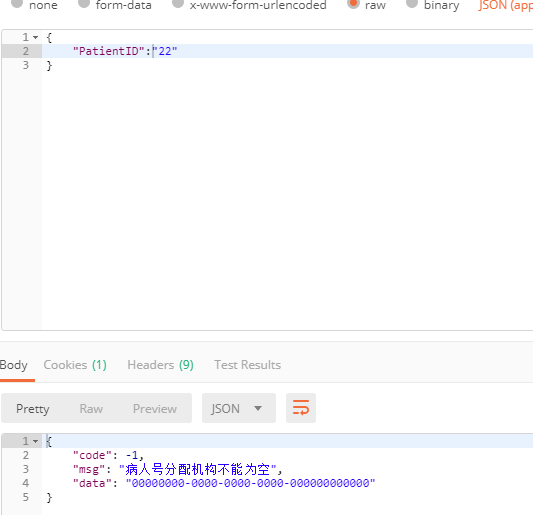 none form-data x-www-form-urlencoded raw binary JSON (app
1 {
2 "PatientID":"22"
3 }
Body Cookies (1) Headers (9) Test Results
Pretty Raw Preview JSON
1 {
2 "code": -1,
3 "msg": "病人号分配机构不能为空",
4 "data": "00000000-0000-0000-0000-000000000000"
5 }